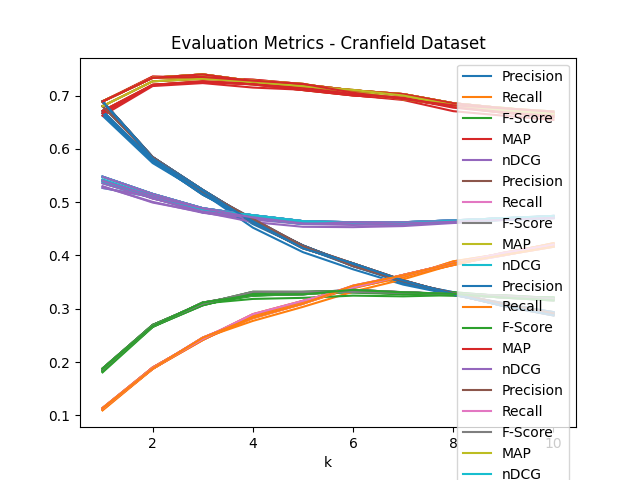 Evaluation Metrics - Cranfield Dataset
0.7
0.6
0.5
0.4
0.3
0.2
0.1
2
4
6
8
10
k
Precision
Recall
F-Score
MAP
nDCG
Precision
Recall
F-Score
MAP
nDCG
Precision
Recall
F-Score
MAP
nDCG
Precision
Recall
F-Score
MAP
nDCG